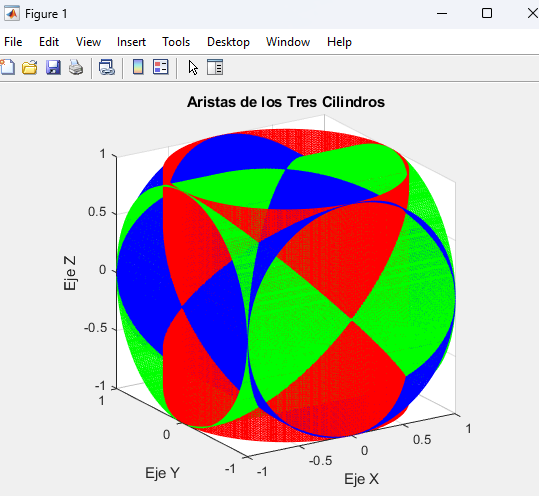 Figure 1
File Edit View Insert Tools Desktop Window Help
Aristas de los Tres Cilindros
1
0.5
0
-0.5
-1
Eje Z
1
0
-1
Eje Y
-1
-0.5
0
0.5
1
Eje X